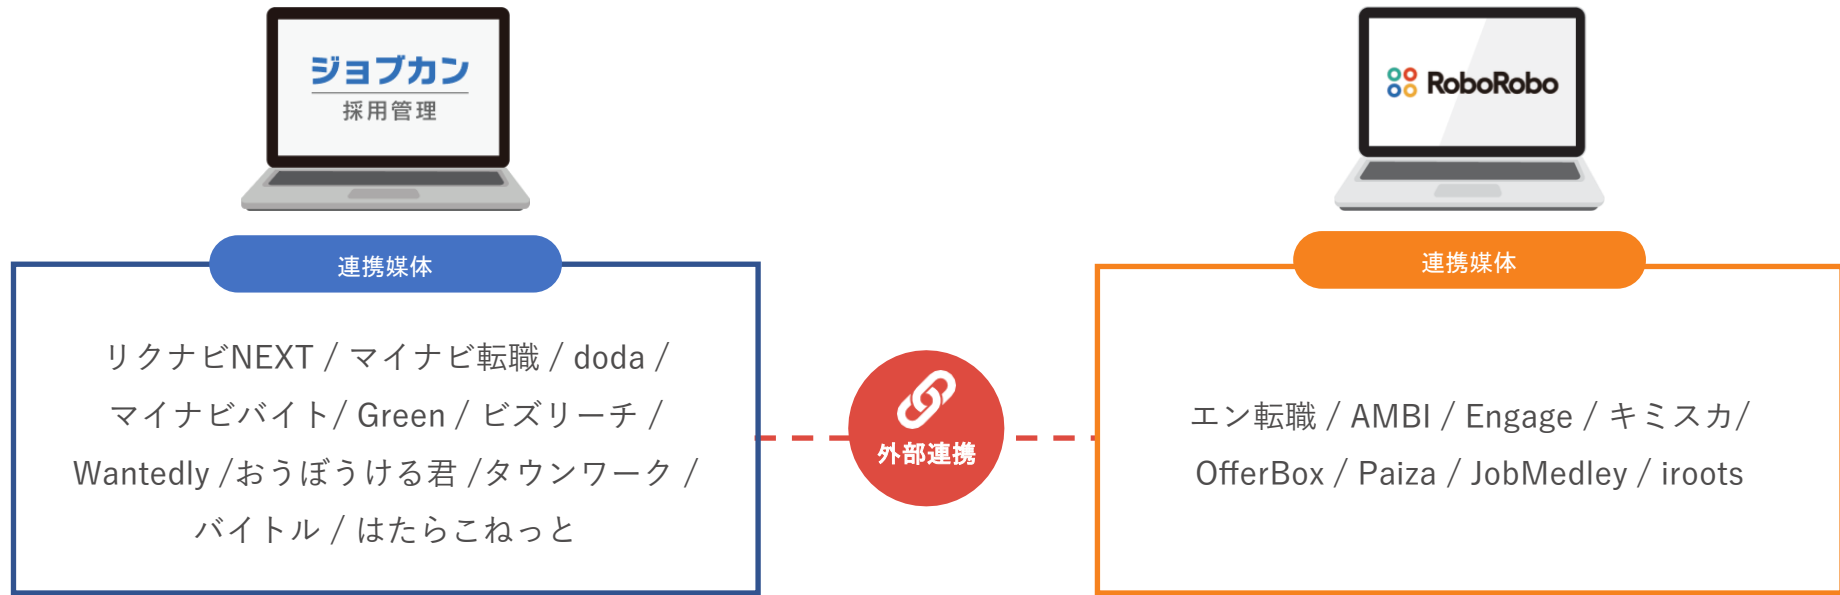 ジョブカン
採用管理
連携媒体
リクナビNEXT / マイナビ転職 / doda /
マイナビバイト/ Green / ビズリーチ /
Wantedly /おうぼうける君 /タウンワーク /
バイトル / はたらこねっと
外部連携
RoboRobo
連携媒体
エン転職 / AMBI / Engage / キミスカ/
OfferBox / Paiza / JobMedley / iroots